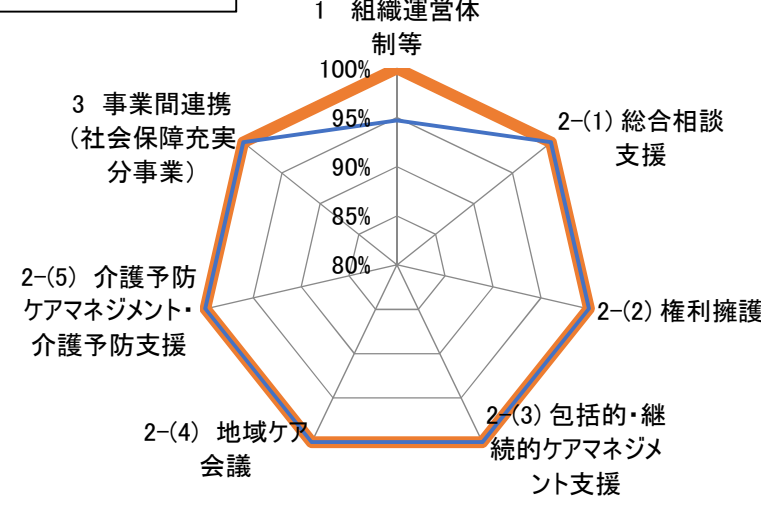 1 組織運営体
制等
100%
95%
90%
85%
80%
2-(1) 総合相談
支援
2-(2) 権利擁護
2-(3) 包括的・継
続的ケアマネジメ
ント支援
2-(4) 地域ケア
会議
2-(5) 介護予防
ケアマネジメント・
介護予防支援
3 事業間連携
(社会保障充実
分事業)